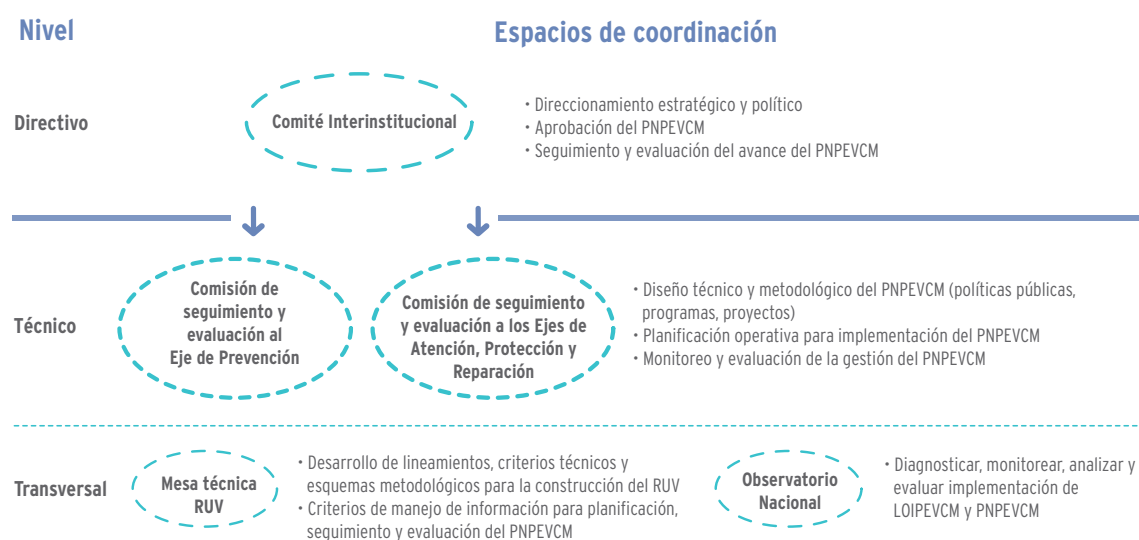 Nivel
Espacios de coordinación
Directivo
Comité Interinstitucional
• Direccionamiento estratégico y político
• Aprobación del PNPEVCM
• Seguimiento y evaluación del avance del PNPEVCM
Técnico
Comisión de
seguimiento y
evaluación al
Eje de Prevención
Comisión de seguimiento
y evaluación a los Ejes de
Atención, Protección y
Reparación
• Diseño técnico y metodológico del PNPEVCM (políticas públicas,
programas, proyectos)
• Planificación operativa para implementación del PNPEVCM
• Monitoreo y evaluación de la gestión del PNPEVCM
Transversal
Mesa técnica
RUV
• Desarrollo de lineamientos, criterios técnicos y
esquemas metodológicos para la construcción del RUV
• Criterios de manejo de información para planificación,
seguimiento y evaluación del PNPEVCM
Observatorio
Nacional
• Diagnosticar, monitorear, analizar y
evaluar implementación de
LOIPEVCM y PNPEVCM